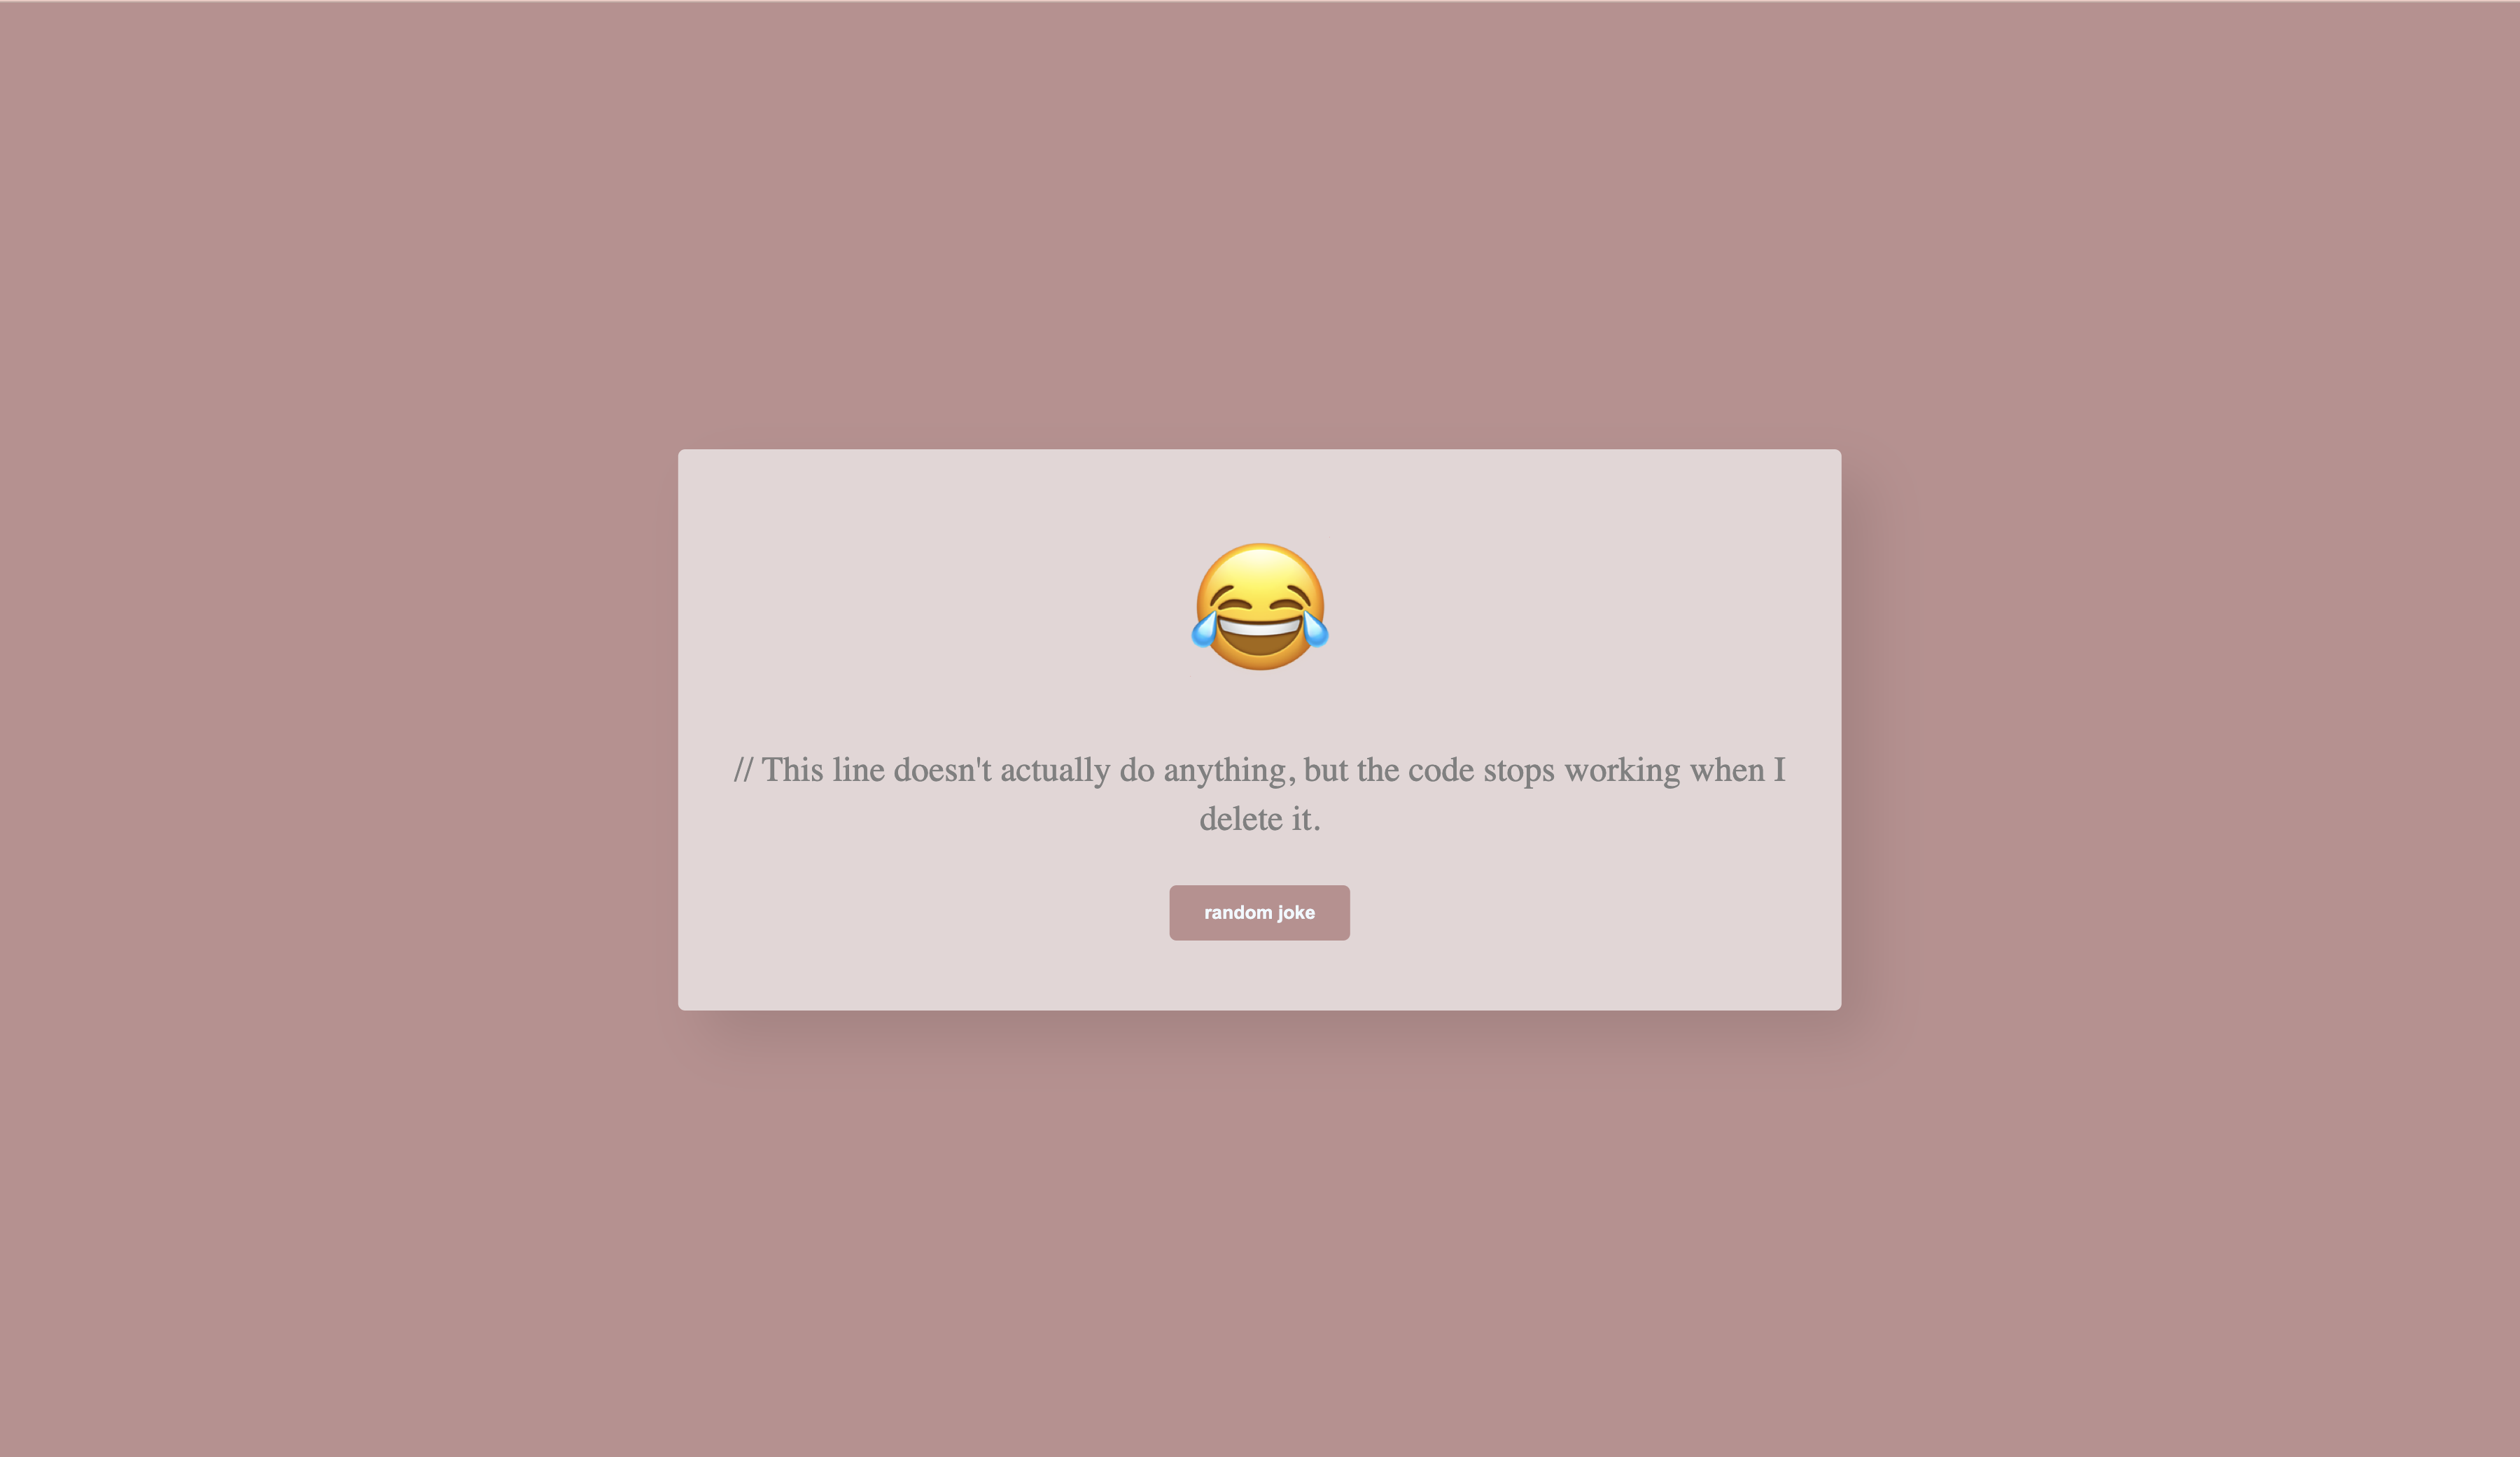 // This line doesn't actually do anything, but the code stops working when I
delete it.
random joke